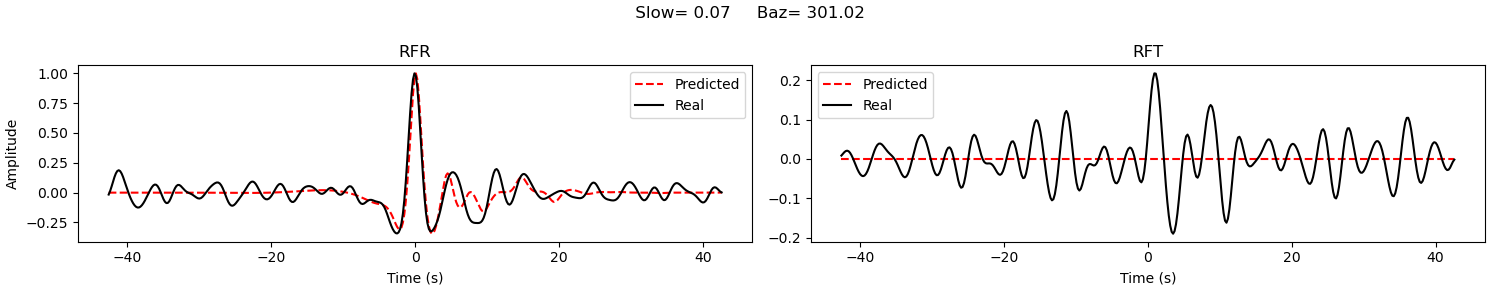 Slow= 0.07 Baz= 301.02
RFR
Amplitude
1.00
0.75
0.50
0.25
0.00
−0.25
Predicted
Real
−40 −20 0 20 40
Time (s)
RFT
0.2
0.1
0.0
−0.1
−0.2
Predicted
Real
−40 −20 0 20 40
Time (s)